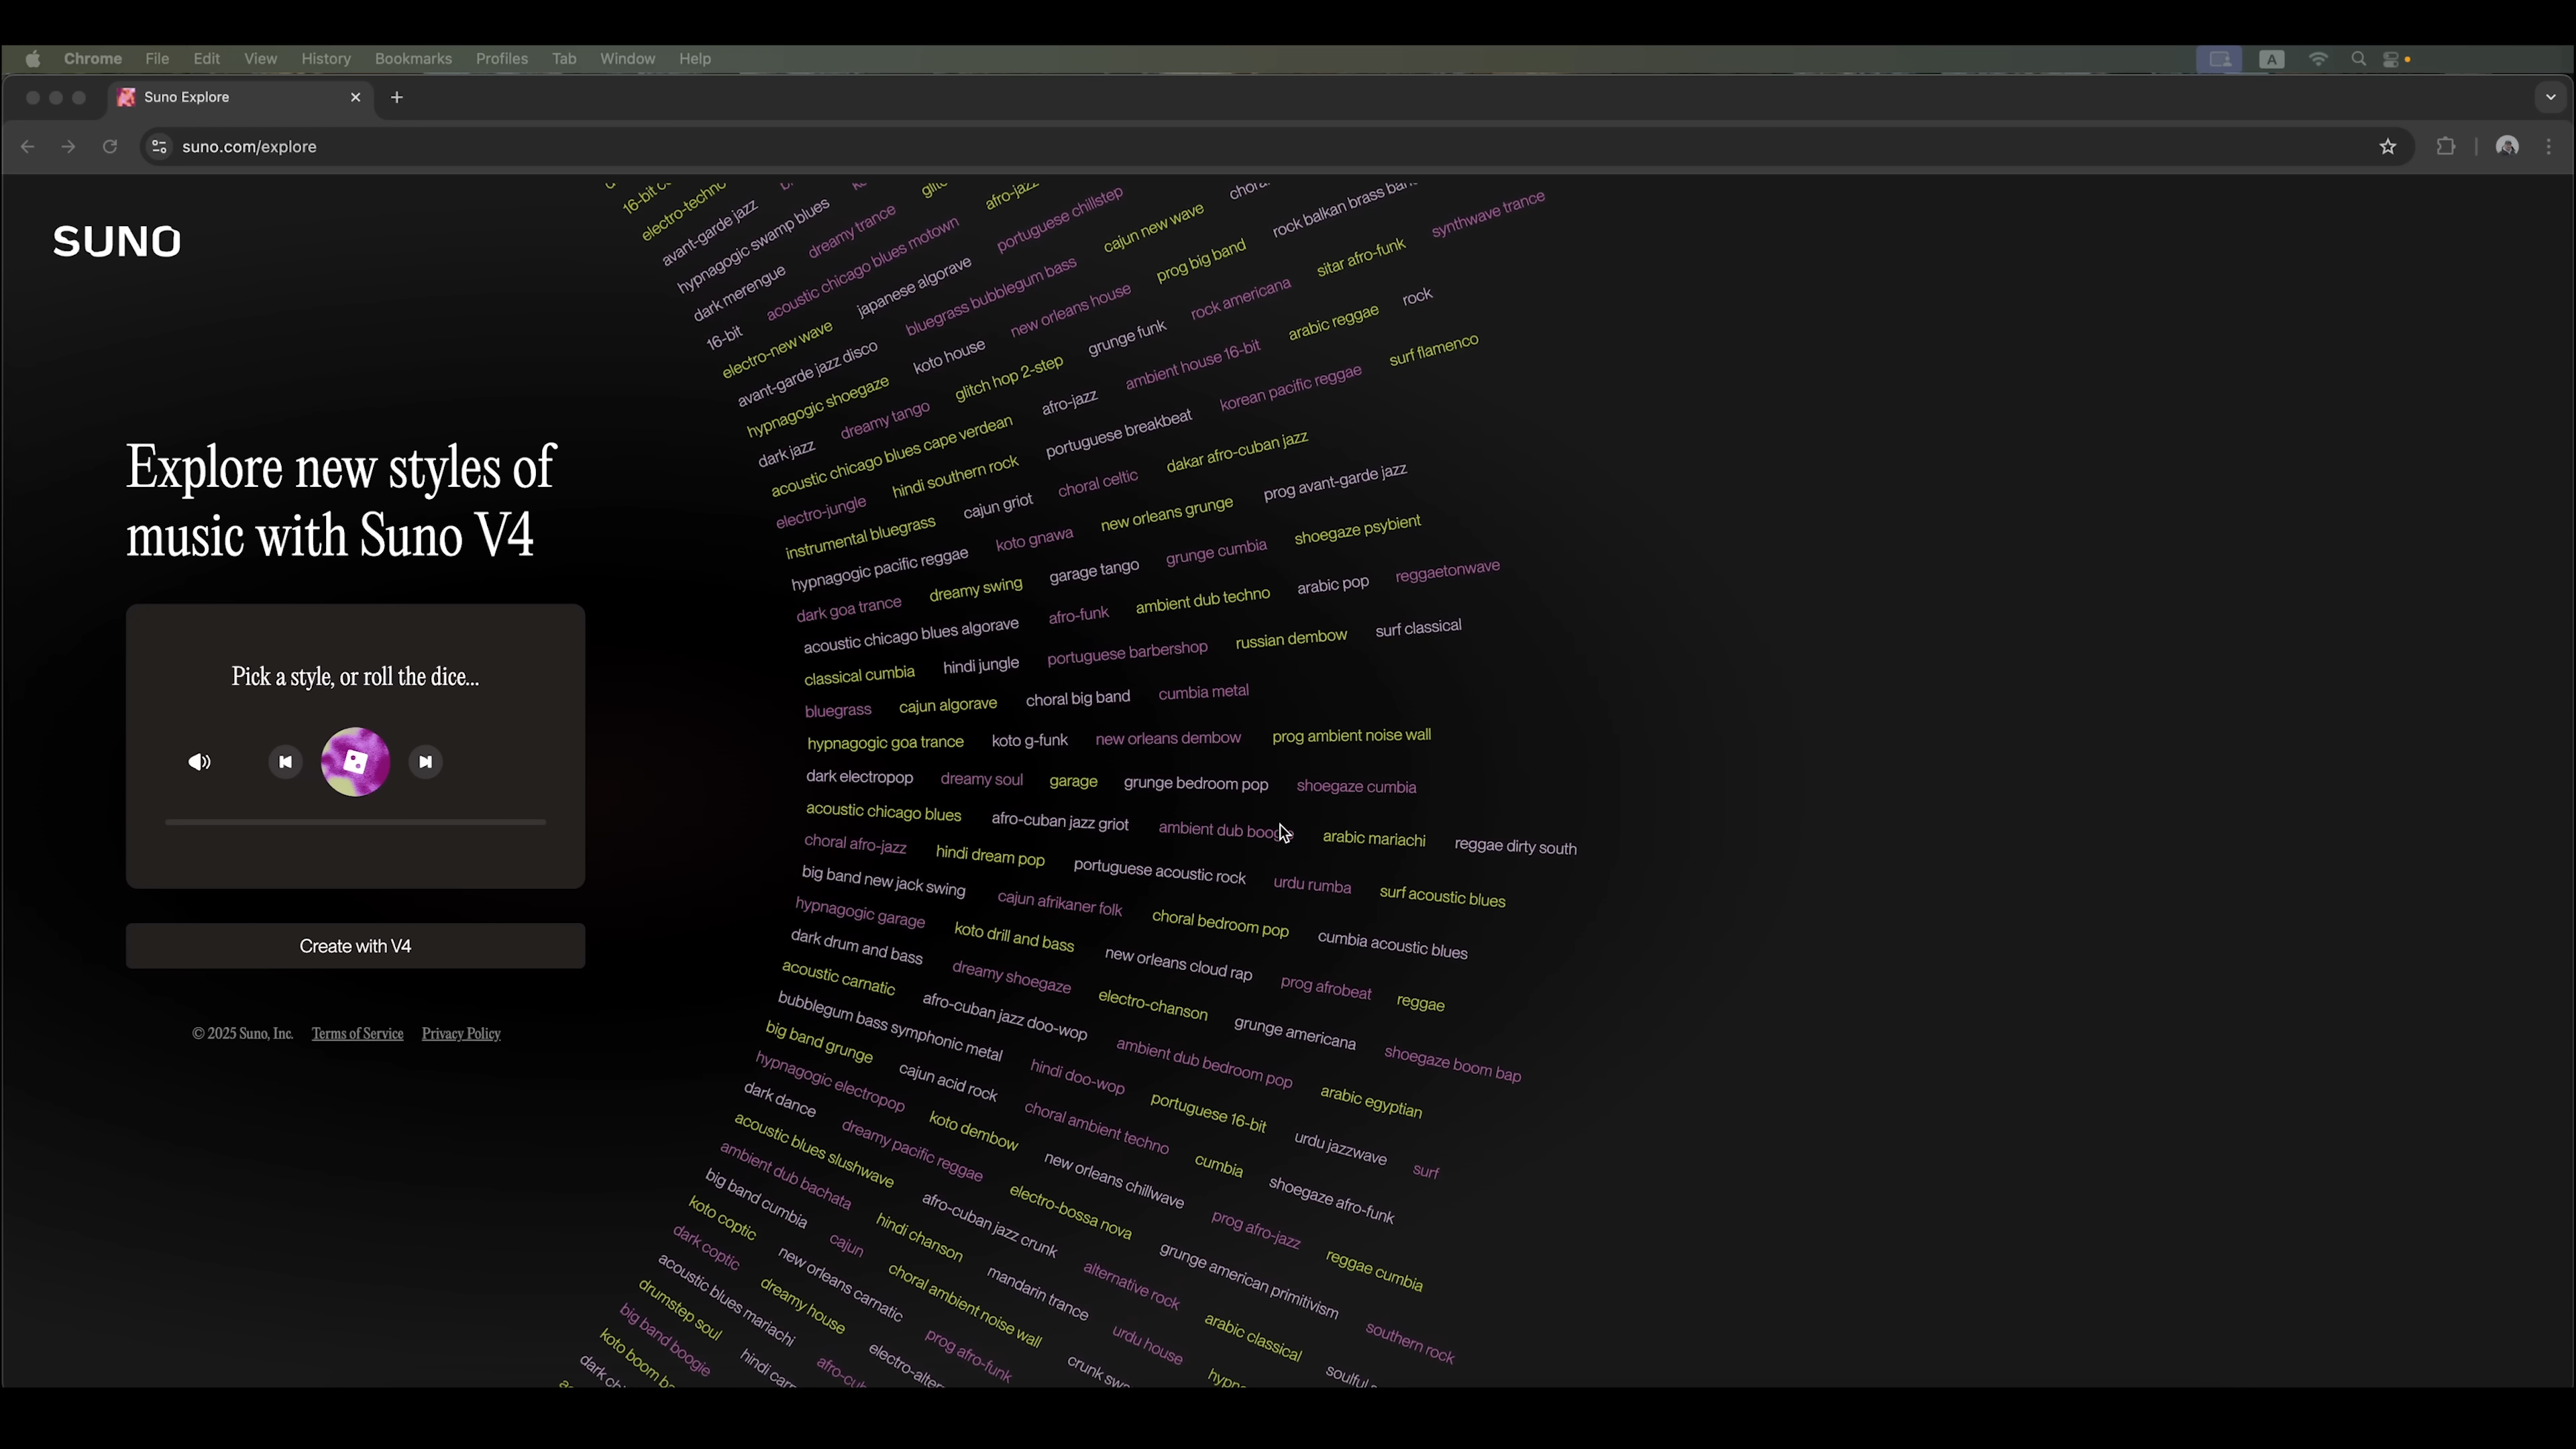 Chrome File Edit View History Bookmarks Profiles Tab Window Help
A
Suno Explore
suno.com/explore
SUNO
Explore new styles of
music with Suno V4
Pick a style, or roll the dice...
Create with V4
© 2025 Suno, Inc. Terms of Service Privacy Policy
electro-techno
avant-garde jazz
hypnagogic swamp blues
dark merengue dreamy trance afro-jazz
16-bit acoustic chicago blues motown portuguese chillstep
electro-new wave japanese algorave cajun new wave rock balkan brass
avant-garde jazz disco bluegrass bubblegum bass prog big band synthwave trance
hypnagogic shoegaze koto house new orleans house sitar afro-funk
dark jazz dreamy tango glitch hop 2-step grunge funk rock americana rock
acoustic chicago blues cape verdean afro-jazz ambient house 16-bit arabic reggae
electro-jungle hindi southern rock portuguese breakbeat korean pacific reggae surf flamenco
instrumental bluegrass cajun griot choral celtic dakar afro-cuban jazz
hypnagogic pacific reggae koto gnawa new orleans grunge prog avant-garde jazz
dark goa trance dreamy swing garage tango grunge cumbia shoegaze psybient
acoustic chicago blues algorave afro-funk ambient dub techno arabic pop reggaetonwave
classical cumbia hindi jungle portuguese barbershop russian dembow surf classical
bluegrass cajun algorave choral big band cumbia metal
hypnagogic goa trance koto g-funk new orleans dembow prog ambient noise wall
dark electropop dreamy soul garage grunge bedroom pop shoegaze cumbia
acoustic chicago blues afro-cuban jazz griot ambient dub boogie arabic mariachi reggae dirty south
choral afro-jazz hindi dream pop portuguese acoustic rock urdu rumba surf acoustic blues
big band new jack swing cajun afrikaner folk choral bedroom pop cumbia acoustic blues
hypnagogic garage koto drill and bass new orleans cloud rap prog afrobeat reggae
dark drum and bass dreamy shoegaze electro-chanson grunge americana shoegaze boom bap
acoustic carnatic afro-cuban jazz doo-wop ambient dub bedroom pop arabic egyptian
bubblegum bass symphonic metal hindi doo-wop portuguese 16-bit urdu jazzwave surf
big band grunge cajun acid rock choral ambient techno cumbia shoegaze afro-funk
hypnagogic electropop koto dembow new orleans chillwave prog afro-jazz reggae cumbia
dark dance dreamy pacific reggae electro-bossa nova grunge american primitivism southern rock
acoustic blues slushwave afro-cuban jazz crunk alternative rock arabic classical soulful
ambient dub bachata hindi chanson mandarin trance urdu house
big band cumbia cajun choral ambient noise wall crunk
koto coptic new orleans carnatic prog afro-funk
dark coptic dreamy house
acoustic blues mariachi
drumstep soul hindi
big band boogie
koto boom
dark